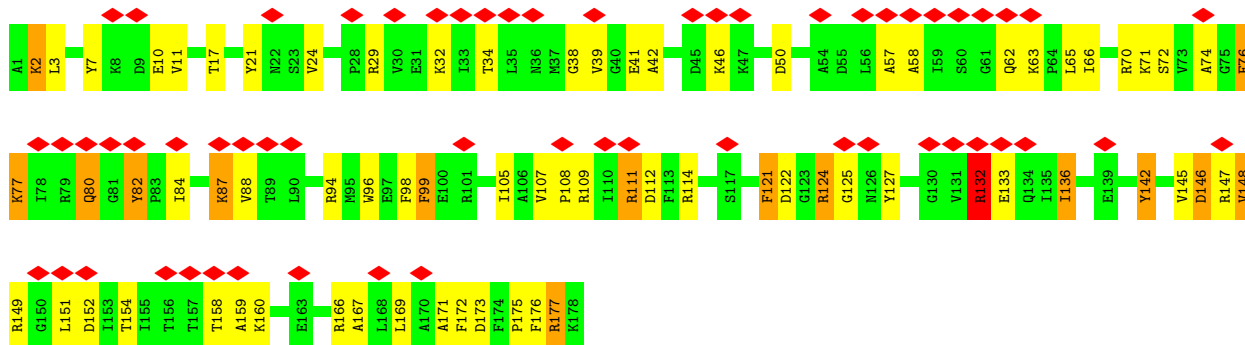 A1 K2 L3 Y7 K8 D9 E10 V11 T17 Y21 N22 S23 V24 P28 R29 V30 E31 K32 I33 T34 L35 N36 M37 G38 V39 G40 E41 A42 D45 K46 K47 D50 A54 D55 L56 A57 A58 I59 S60 G61 Q62 K63 P64 L65 I66 R70 K71 S72 V73 A74 G75 F76
K77 I78 R79 Q80 G81 Y82 P83 I84 K87 V88 T89 L90 R94 M95 W96 E97 F98 F99 E100 R101 I105 A106 V107 P108 R109 I110 R111 D112 F113 R114 S117 F121 D122 G123 R124 G125 N126 Y127 G130 V131 R132 E133 Q134 I135 I136 E139 Y142 V145 D146 R147 V148
R149 G150 L151 D152 I153 T154 I155 T156 T157 T158 A159 K160 E163 R166 A167 L168 L169 A170 A171 F172 D173 F174 P175 F176 R177 K178